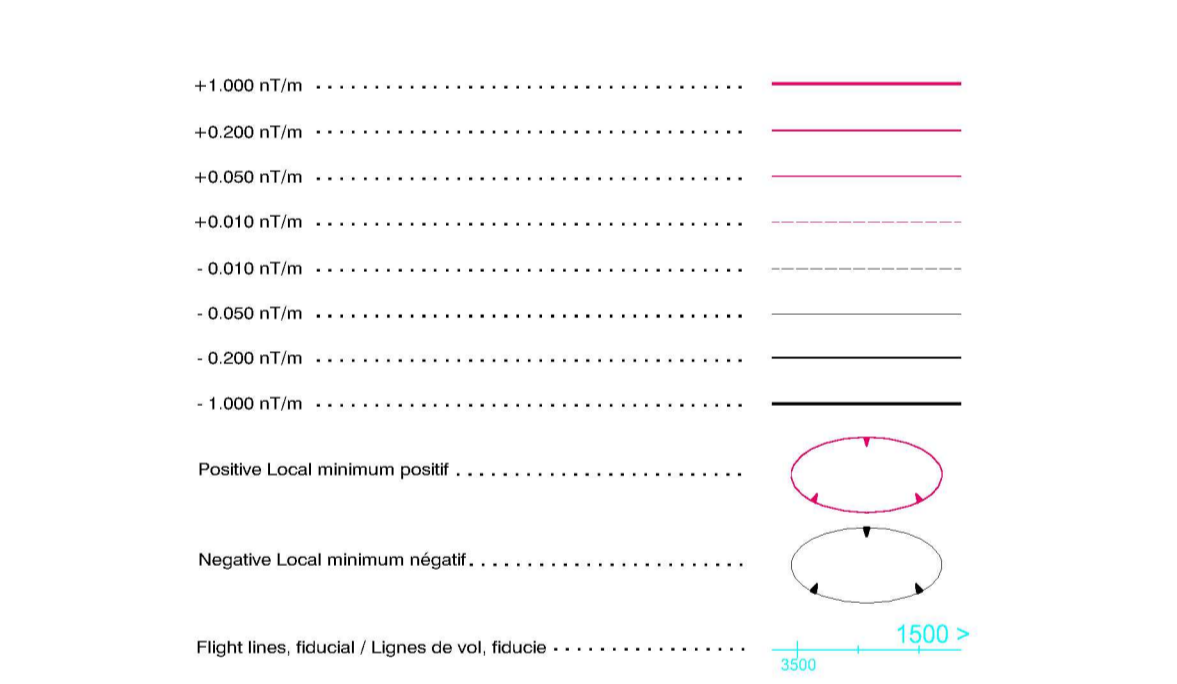 +1.000 nT/m
+0.200 nT/m
+0.050 nT/m
+0.010 nT/m
- 0.010 nT/m
- 0.050 nT/m
- 0.200 nT/m
- 1.000 nT/m
Positive Local minimum positif
Negative Local minimum négatif
1500 >
Flight lines, fiducial / Lignes de vol, fiducie
3500